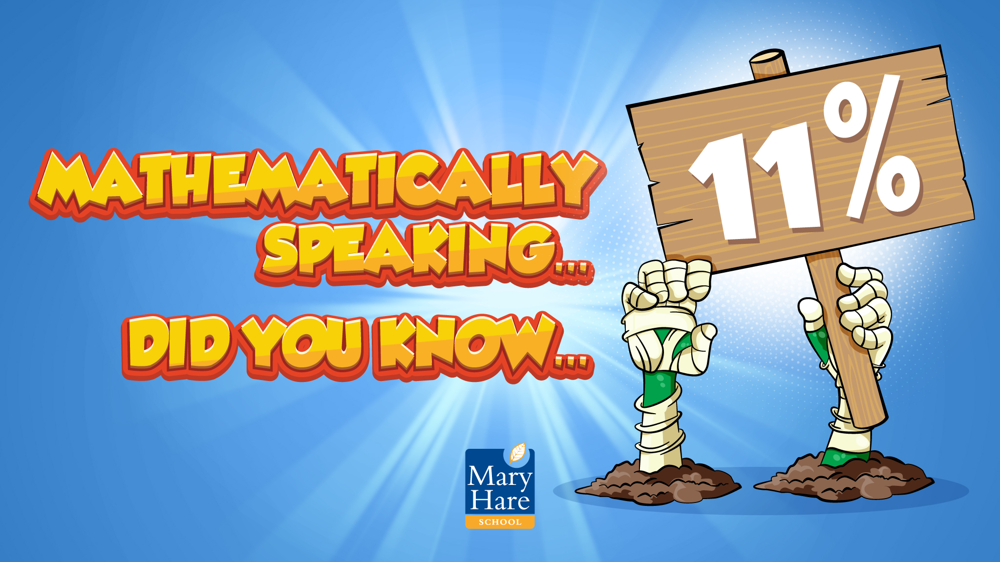 MATHEMATICALLY
SPEAKING...
DID YOU KNOW...
11%
Mary
Hare
SCHOOL